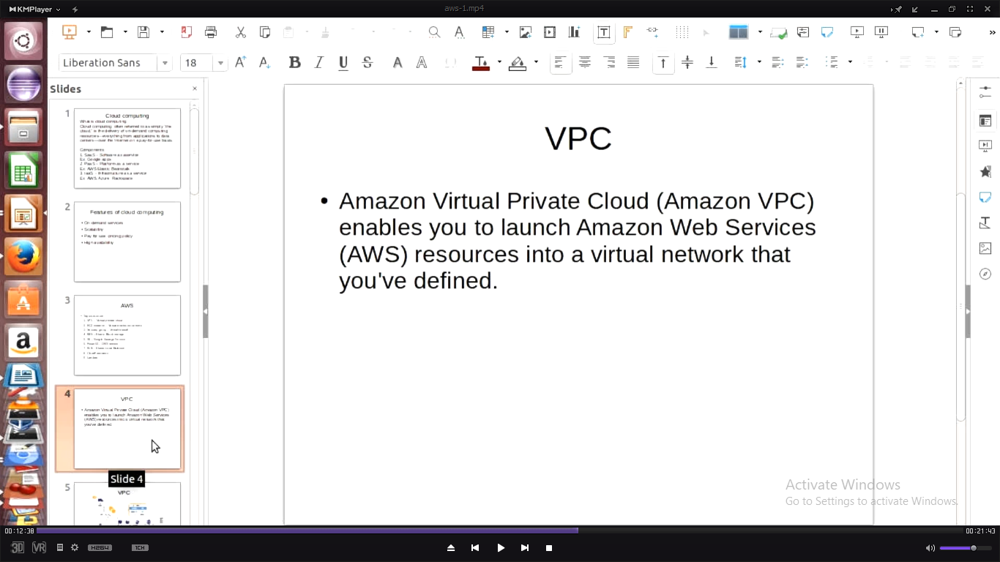 KMPlayer
aws-1.mp4
Liberation Sans
18
Slides
1
Cloud computing
What is cloud computing
Cloud computing, often referred to as simply "the
cloud," is the delivery of on-demand computing
resources—everything from applications to data
centers—over the Internet on a pay-for-use basis.
Components
1. SaaS - Software as a service
Ex: Google apps
2. PaaS - Platform as a service
Ex: AWS Elastic Beanstalk
3. IaaS - Infrastructure as a service
Ex: AWS, Azure, Rackspace
2
Features of cloud computing
• On-demand services
• Scalability
• Pay for use pricing policy
• High availability
3
AWS
4
VPC
• Amazon Virtual Private Cloud (Amazon VPC)
enables you to launch Amazon Web Services
(AWS) resources into a virtual network that
you've defined.
Slide 4
5
VPC
VPC
• Amazon Virtual Private Cloud (Amazon VPC)
enables you to launch Amazon Web Services
(AWS) resources into a virtual network that
you've defined.
Activate Windows
Go to Settings to activate Windows.
00:12:38
00:21:43
3D VR H264 1CH